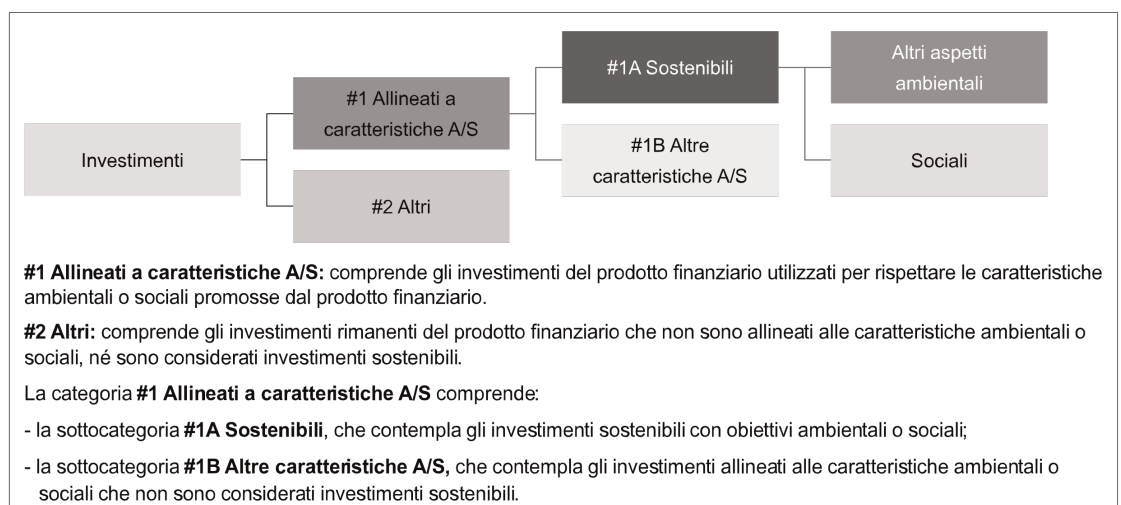 Investimenti
#1 Allineati a
caratteristiche A/S
#2 Altri
#1A Sostenibili
#1B Altre
caratteristiche A/S
Altri aspetti
ambientali
Sociali
#1 Allineati a caratteristiche A/S: comprende gli investimenti del prodotto finanziario utilizzati per rispettare le caratteristiche
ambientali o sociali promosse dal prodotto finanziario.
#2 Altri: comprende gli investimenti rimanenti del prodotto finanziario che non sono allineati alle caratteristiche ambientali o
sociali, né sono considerati investimenti sostenibili.
La categoria #1 Allineati a caratteristiche A/S comprende:
- la sottocategoria #1A Sostenibili, che contempla gli investimenti sostenibili con obiettivi ambientali o sociali;
- la sottocategoria #1B Altre caratteristiche A/S, che contempla gli investimenti allineati alle caratteristiche ambientali o
sociali che non sono considerati investimenti sostenibili.